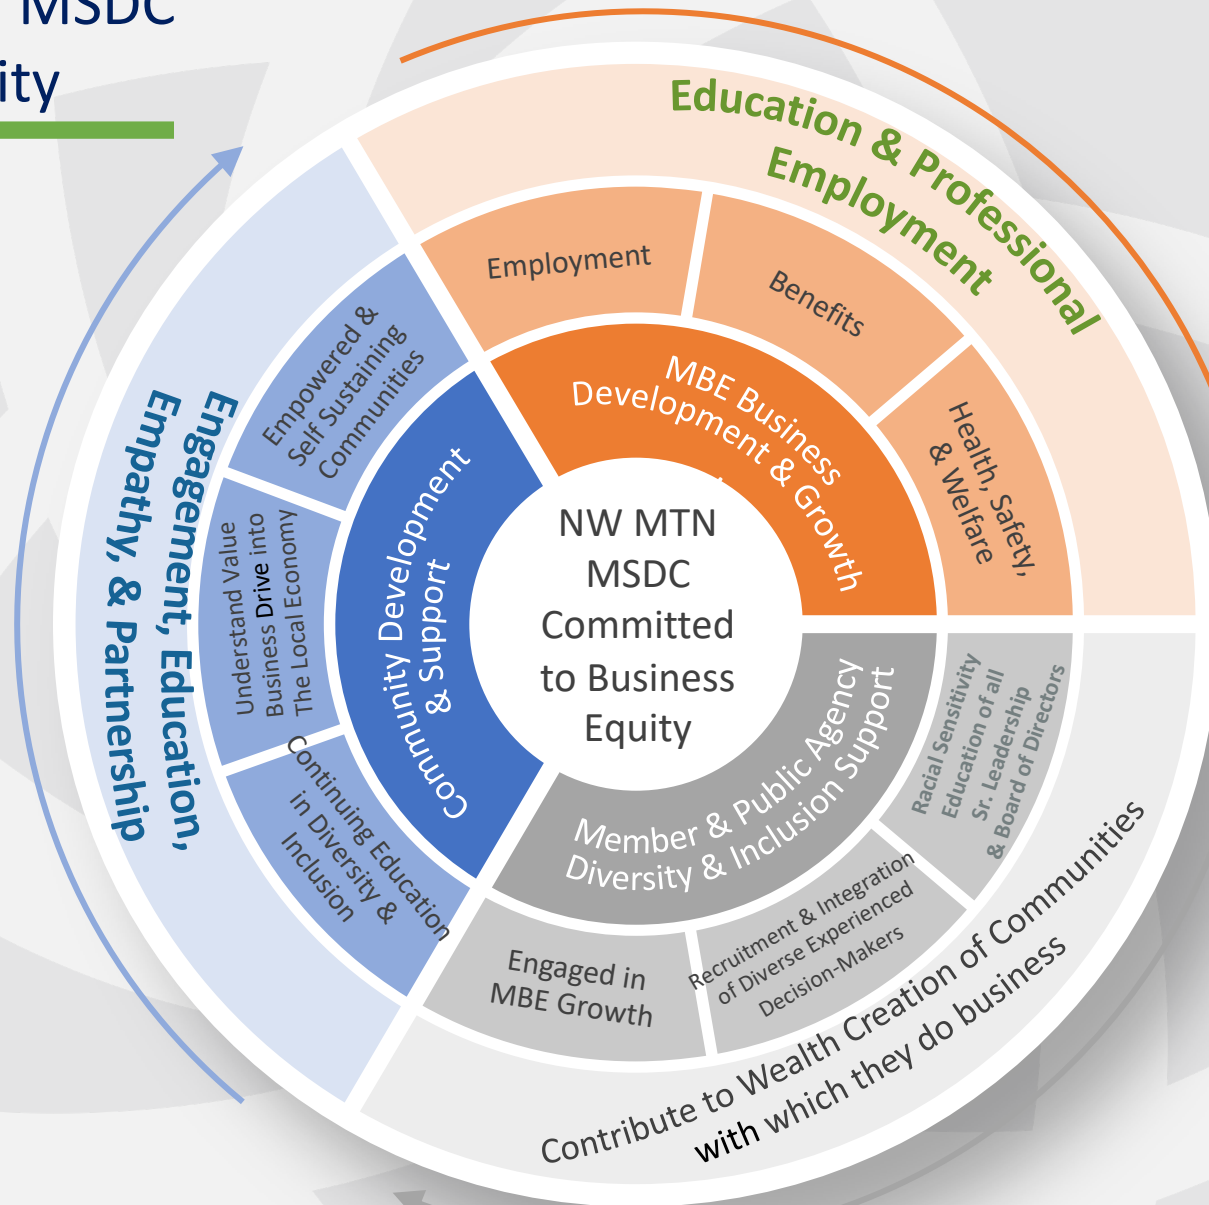 MSDC
ity
Education & Professional
Employment
Employment
Benefits
Health, Safety,
& Welfare
MBE Business
Development & Growth
Empowered &
Self Sustaining
Communities
Understand Value
Business Drive into
The Local Economy
Continuing Education
in Diversity &
Inclusion
Community Development
& Support
Engagement, Education,
Empathy, & Partnership
NW MTN
MSDC
Committed
to Business
Equity
Member & Public Agency
Diversity & Inclusion Support
Racial Sensitivity
Education of all
Sr. Leadership
& Board of Directors
Recruitment & Integration
of Diverse Experienced
Decision-Makers
Engaged in
MBE Growth
Contribute to Wealth Creation of Communities
with which they do business